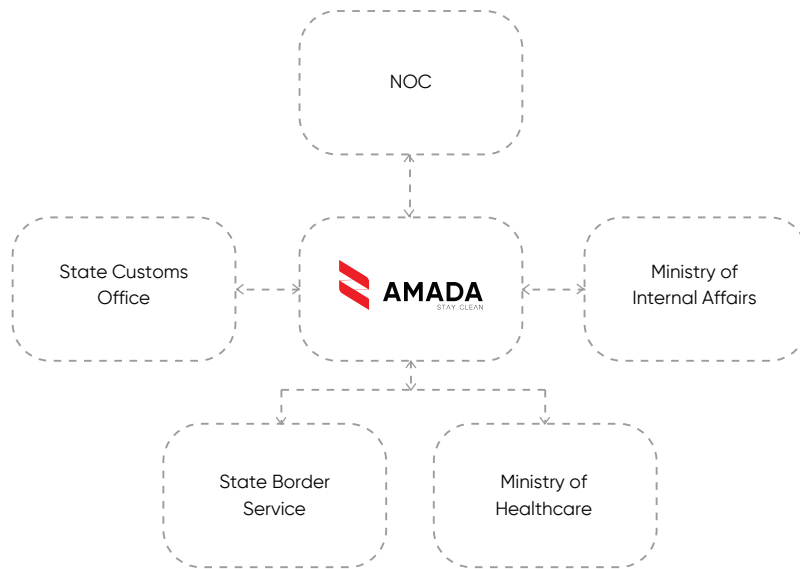 NOC
State Customs
Office
AMADA
STAY CLEAN
Ministry of
Internal Affairs
State Border
Service
Ministry of
Healthcare